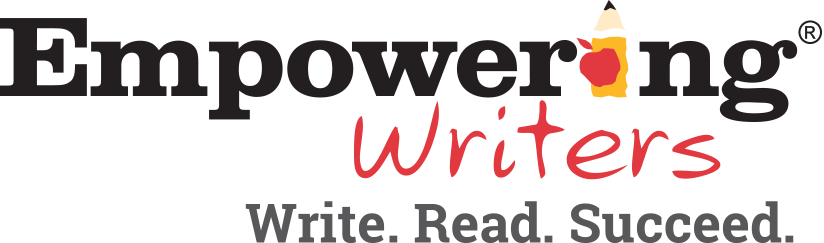 Empowering®
Writers
Write. Read. Succeed.